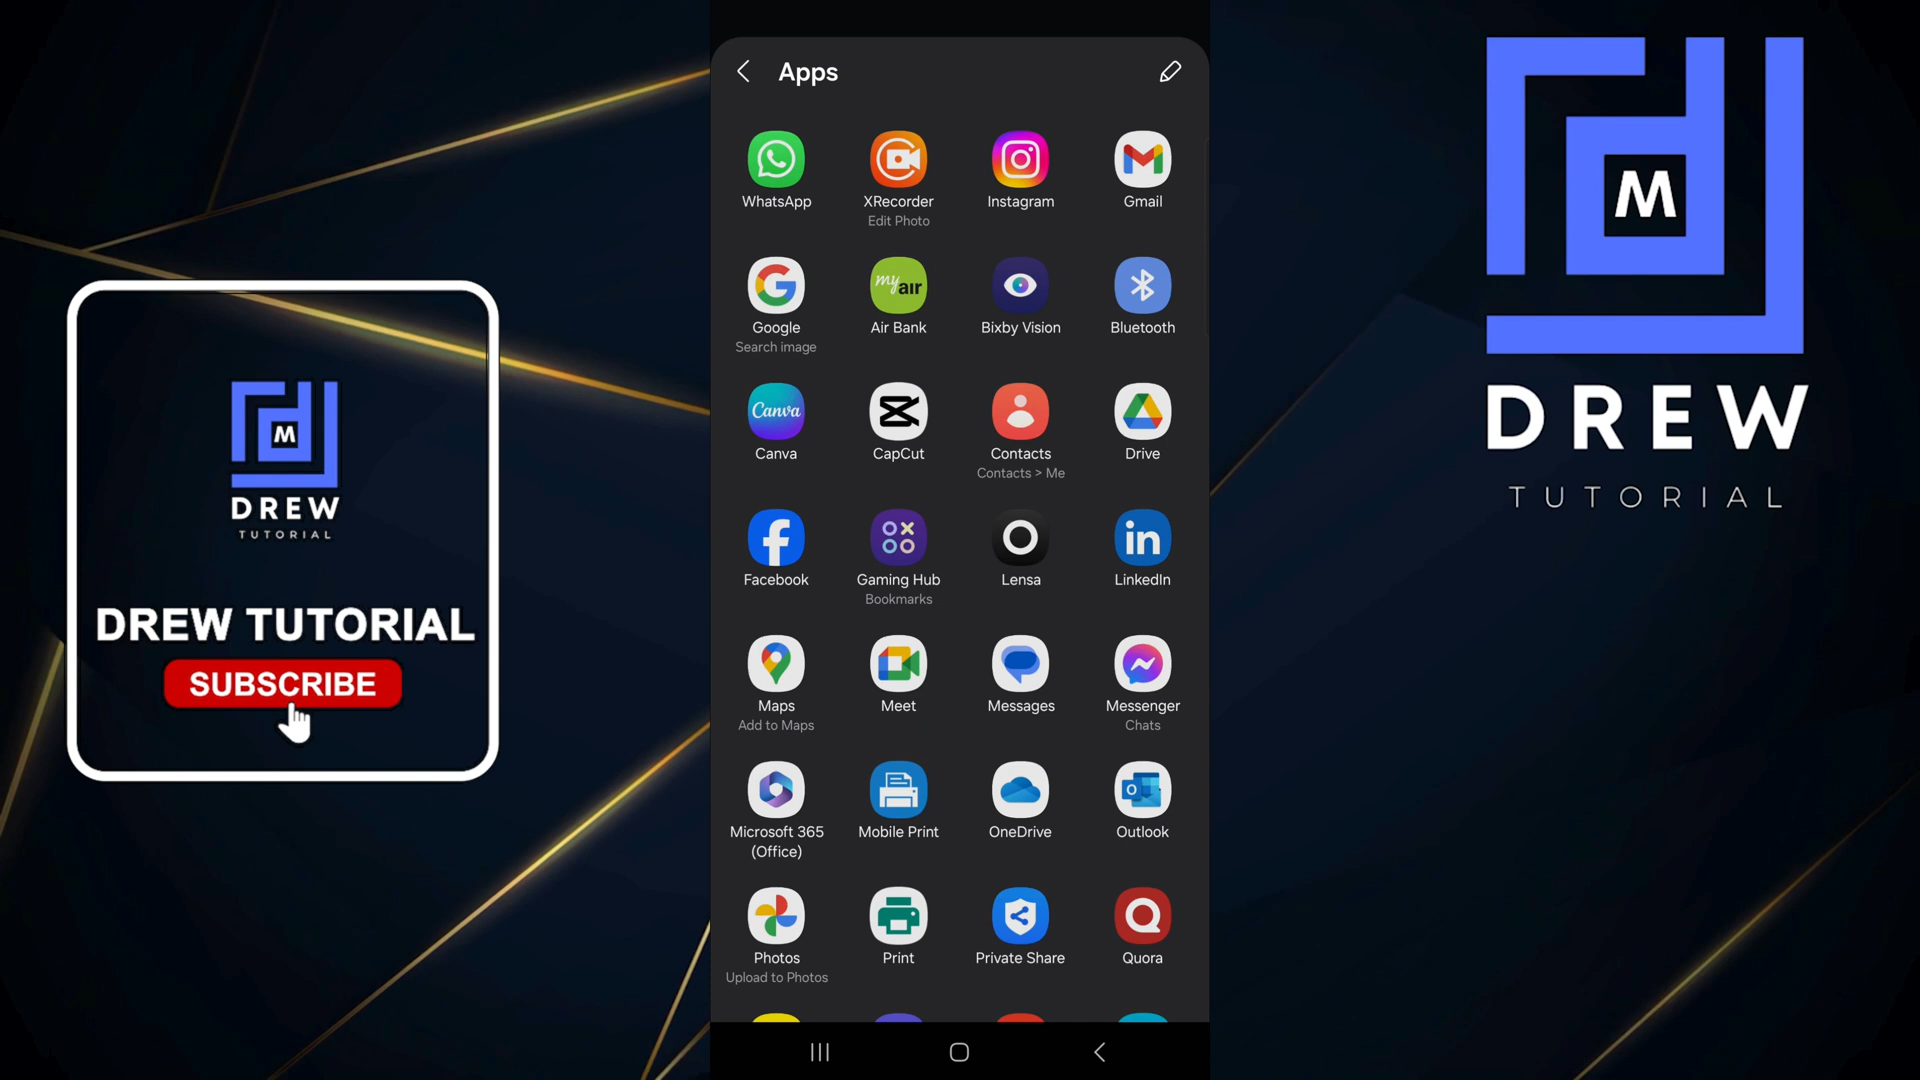 Apps
WhatsApp
XRecorder
Edit Photo
Instagram
Gmail
Google
Search image
my air
Air Bank
Bixby Vision
Bluetooth
Canva
Canva
CapCut
Contacts
Contacts > Me
Drive
Facebook
Gaming Hub
Bookmarks
Lensa
in
LinkedIn
Maps
Add to Maps
Meet
Messages
Messenger
Chats
Microsoft 365
(Office)
Mobile Print
OneDrive
Outlook
Photos
Upload to Photos
Print
Private Share
Quora
M
DREW
TUTORIAL
DREW TUTORIAL
SUBSCRIBE
M
DREW
TUTORIAL